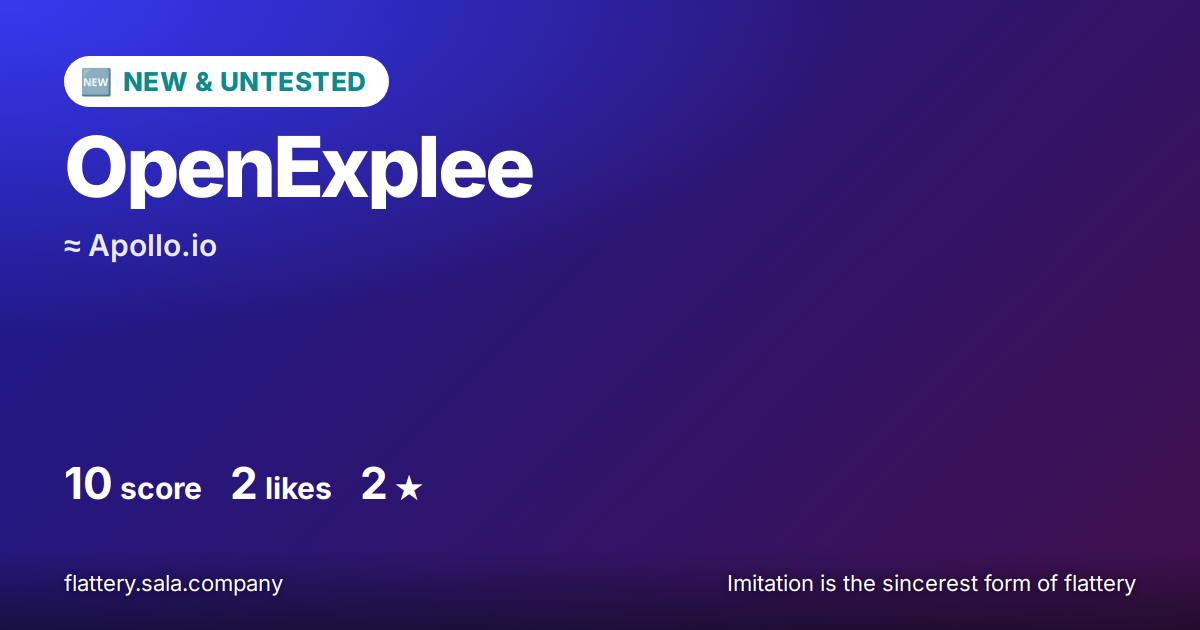 🆕 NEW & UNTESTED
OpenExplee
≈ Apollo.io
10 score 2 likes 2 ★
flattery.sala.company
Imitation is the sincerest form of flattery